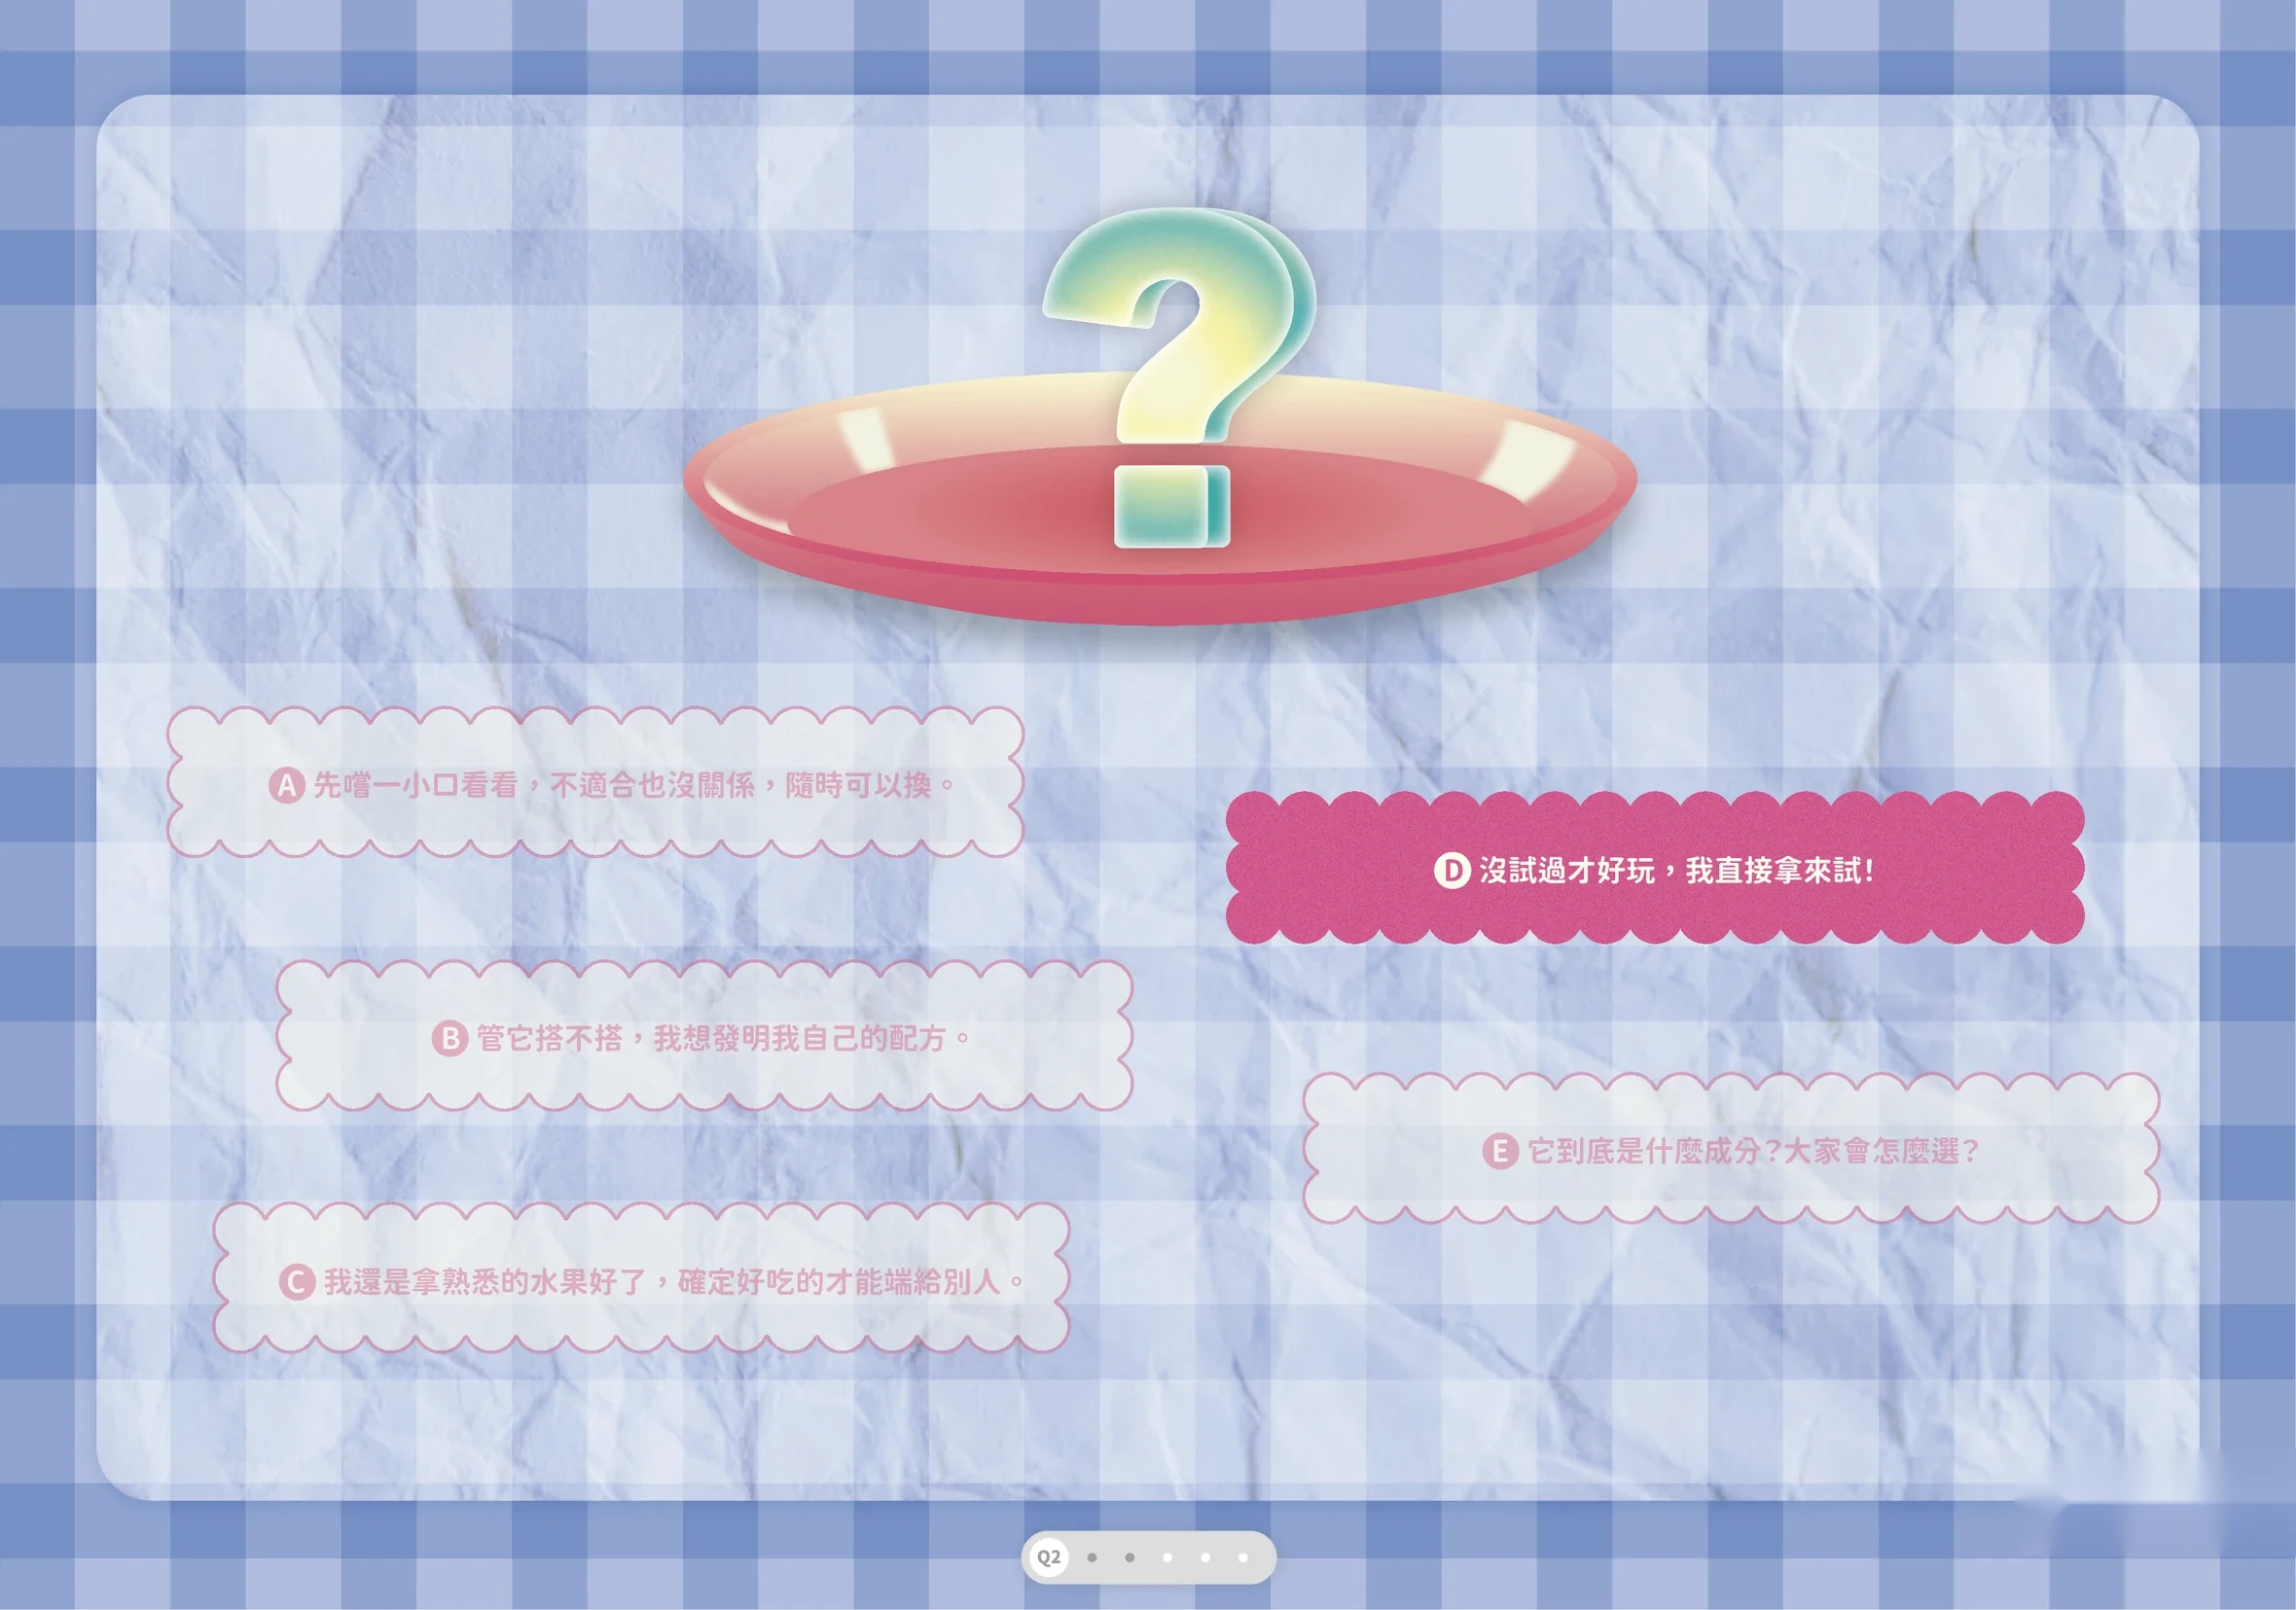 ?
A 先嚐一小口看看，不適合也沒關係，隨時可以換。
B 管它搭不搭，我想發明我自己的配方。
C 我還是拿熟悉的水果好了，確定好吃的才能端給別人。
D 沒試過才好玩，我直接拿來試！
E 它到底是什麼成分？大家會怎麼選？
Q2